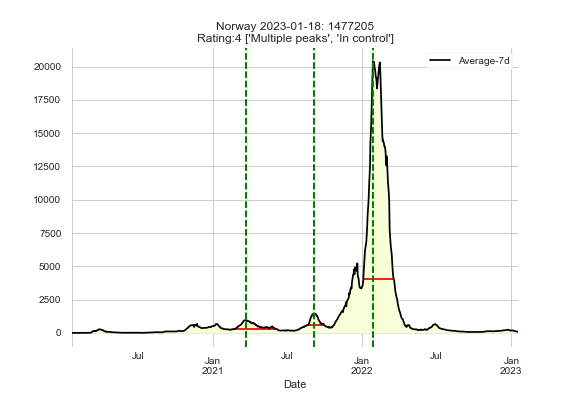 Norway 2023-01-18: 1477205
Rating:4 ['Multiple peaks', 'In control']
Average-7d
20000
17500
15000
12500
10000
7500
5000
2500
0
Jul
Jan
2021
Jul
Jan
2022
Jul
Jan
2023
Date